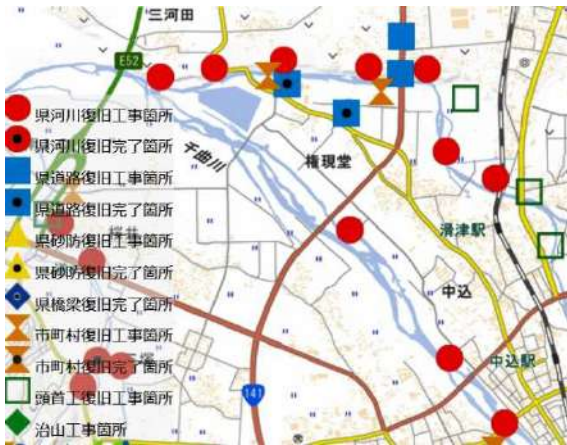 三河田
E52
県河川復旧工事箇所
県河川復旧完了箇所
千曲川
権現堂
県道路復旧工事箇所
県道路復旧完了箇所
桜井
滑津駅
県砂防復旧工事箇所
県砂防復旧完了箇所
中込
県橋梁復旧完了箇所
市町村復旧工事箇所
市町村復旧完了箇所
中込駅
頭首工復旧工事箇所
141
治山工事箇所